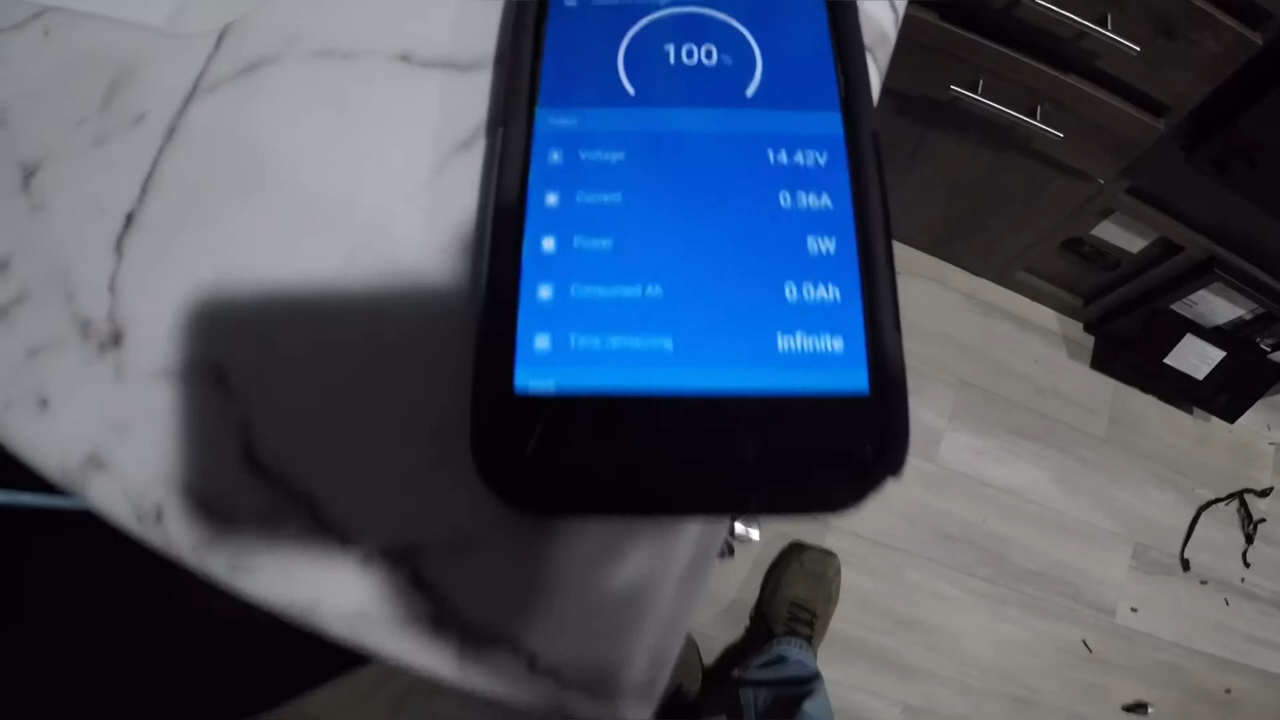 100%
Voltage 14.42V
Current 0.36A
Power 5W
Consumed Ah 0.0Ah
Time remaining Infinite